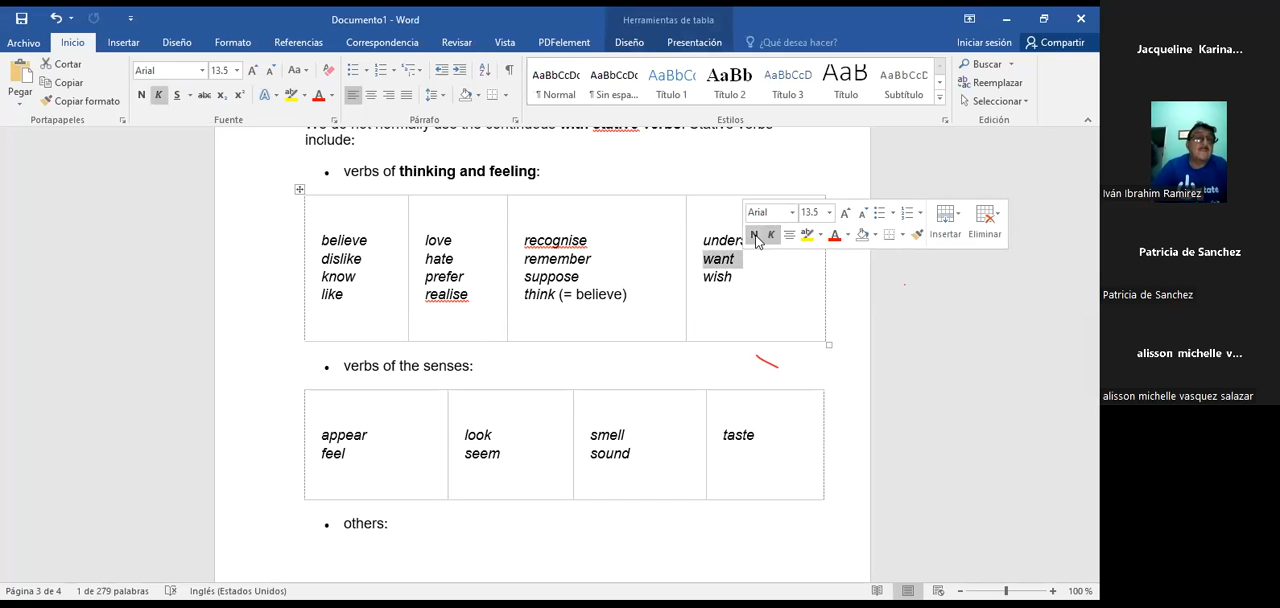 Documento1 - Word
Herramientas de tabla
Archivo Inicio Insertar Diseño Formato Referencias Correspondencia Revisar Vista PDFelement Diseño Presentación ¿Qué desea hacer? Iniciar sesión Compartir
Pegar
Cortar
Copiar
Copiar formato
Portapapeles
Arial 13.5
N K S abc x₂ x²
Fuente
Párrafo
AaBbCcDc AaBbCcDc AaBbCc AaBb AaBbCcD AaB AaBbCcD
¶ Normal ¶ Sin espa... Título 1 Título 2 Título 3 Título Subtítulo
Estilos
Buscar
Reemplazar
Seleccionar
Edición
include:
• verbs of thinking and feeling:
believe love recognise
dislike hate remember want
know prefer suppose wish
like realise think (= believe)
Arial 13.5
N K Insertar Eliminar
• verbs of the senses:
appear look smell taste
feel seem sound
• others:
Página 3 de 4 1 de 279 palabras Inglés (Estados Unidos) 100 %
Jacqueline Karina...
Iván Ibrahim Ramirez
Patricia de Sanchez
Patricia de Sanchez
alisson michelle v...
alisson michelle vasquez salazar